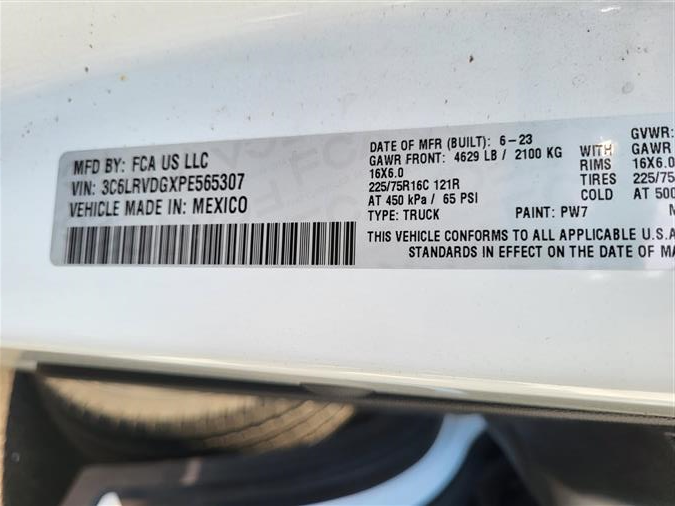 MFD BY: FCA US LLC
VIN: 3C6LRVDGXPE565307
VEHICLE MADE IN: MEXICO
DATE OF MFR (BUILT): 6-23
GAWR FRONT: 4629 LB / 2100 KG WITH
16X6.0 RIMS
225/75R16C 121R TIRES
AT 450 kPa / 65 PSI COLD
TYPE: TRUCK PAINT: PW7
THIS VEHICLE CONFORMS TO ALL APPLICABLE U.S.A
STANDARDS IN EFFECT ON THE DATE OF MA
GVWR:
GAWR
16X6.0
225/75
AT 500